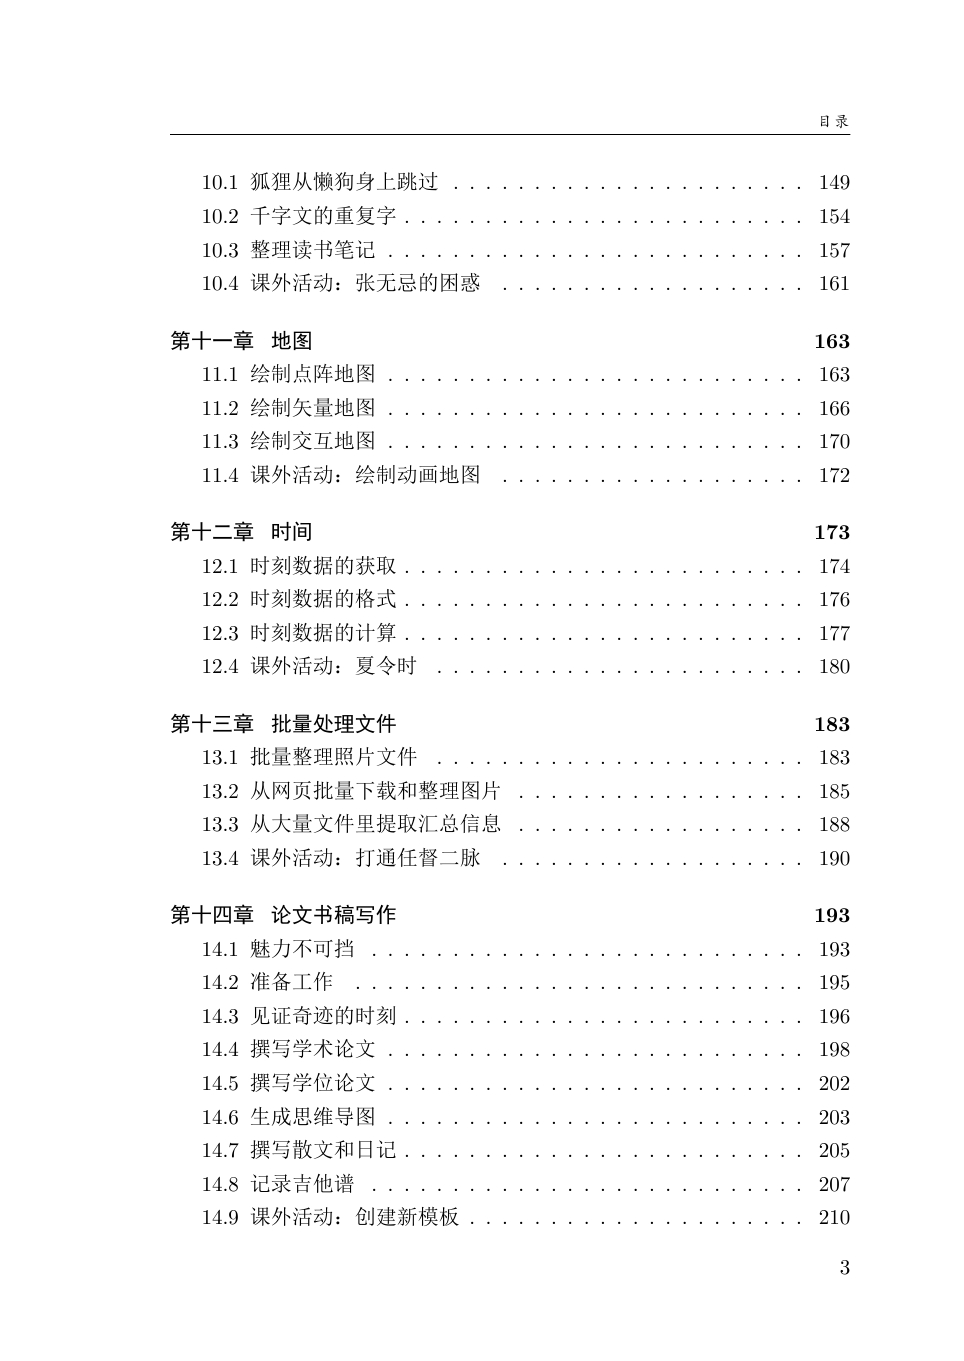 目录
10.1 狐狸从懒狗身上跳过 . . . . . . . . . . . . . . . . . . . . . . 149
10.2 千字文的重复字 . . . . . . . . . . . . . . . . . . . . . . . . . 154
10.3 整理读书笔记 . . . . . . . . . . . . . . . . . . . . . . . . . . 157
10.4 课外活动：张无忌的困惑 . . . . . . . . . . . . . . . . . . . 161
第十一章 地图 163
11.1 绘制点阵地图 . . . . . . . . . . . . . . . . . . . . . . . . . . 163
11.2 绘制矢量地图 . . . . . . . . . . . . . . . . . . . . . . . . . . 166
11.3 绘制交互地图 . . . . . . . . . . . . . . . . . . . . . . . . . . 170
11.4 课外活动：绘制动画地图 . . . . . . . . . . . . . . . . . . . 172
第十二章 时间 173
12.1 时刻数据的获取 . . . . . . . . . . . . . . . . . . . . . . . . . 174
12.2 时刻数据的格式 . . . . . . . . . . . . . . . . . . . . . . . . . 176
12.3 时刻数据的计算 . . . . . . . . . . . . . . . . . . . . . . . . . 177
12.4 课外活动：夏令时 . . . . . . . . . . . . . . . . . . . . . . . 180
第十三章 批量处理文件 183
13.1 批量整理照片文件 . . . . . . . . . . . . . . . . . . . . . . . 183
13.2 从网页批量下载和整理图片 . . . . . . . . . . . . . . . . . . 185
13.3 从大量文件里提取汇总信息 . . . . . . . . . . . . . . . . . . 188
13.4 课外活动：打通任督二脉 . . . . . . . . . . . . . . . . . . . 190
第十四章 论文书稿写作 193
14.1 魅力不可挡 . . . . . . . . . . . . . . . . . . . . . . . . . . . 193
14.2 准备工作 . . . . . . . . . . . . . . . . . . . . . . . . . . . . 195
14.3 见证奇迹的时刻 . . . . . . . . . . . . . . . . . . . . . . . . . 196
14.4 撰写学术论文 . . . . . . . . . . . . . . . . . . . . . . . . . . 198
14.5 撰写学位论文 . . . . . . . . . . . . . . . . . . . . . . . . . . 202
14.6 生成思维导图 . . . . . . . . . . . . . . . . . . . . . . . . . . 203
14.7 撰写散文和日记 . . . . . . . . . . . . . . . . . . . . . . . . . 205
14.8 记录吉他谱 . . . . . . . . . . . . . . . . . . . . . . . . . . . 207
14.9 课外活动：创建新模板 . . . . . . . . . . . . . . . . . . . . . 210
3